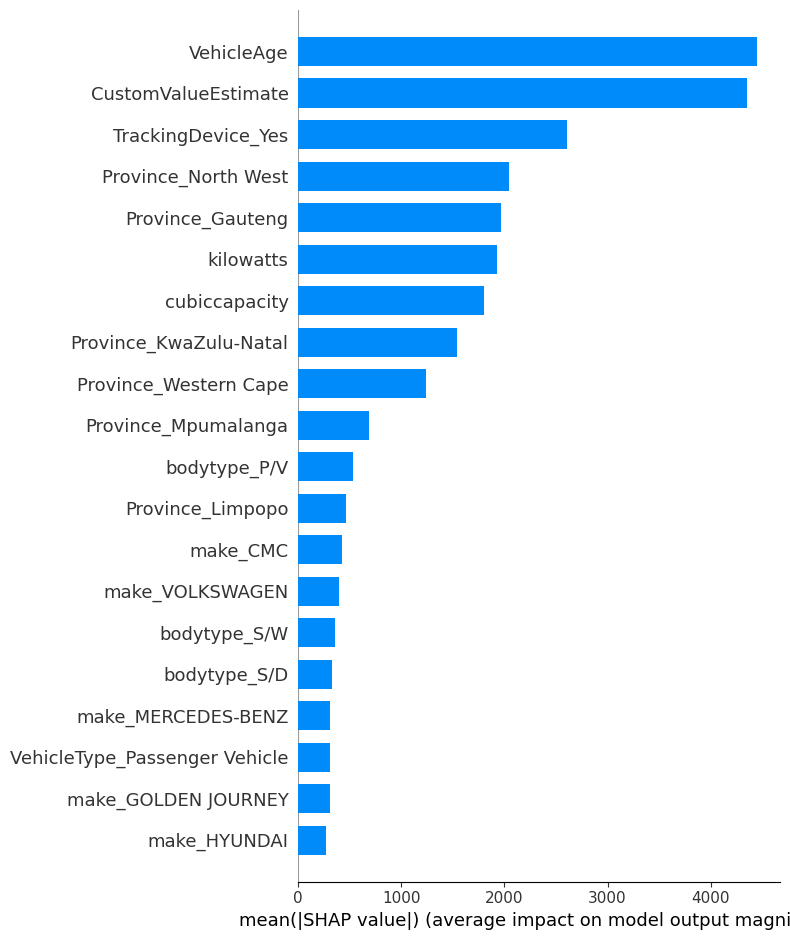 VehicleAge
CustomValueEstimate
TrackingDevice_Yes
Province_North West
Province_Gauteng
kilowatts
cubiccapacity
Province_KwaZulu-Natal
Province_Western Cape
Province_Mpumalanga
bodytype_P/V
Province_Limpopo
make_CMC
make_VOLKSWAGEN
bodytype_S/W
bodytype_S/D
make_MERCEDES-BENZ
VehicleType_Passenger Vehicle
make_GOLDEN JOURNEY
make_HYUNDAI
0 1000 2000 3000 4000
mean(|SHAP value|) (average impact on model output magni